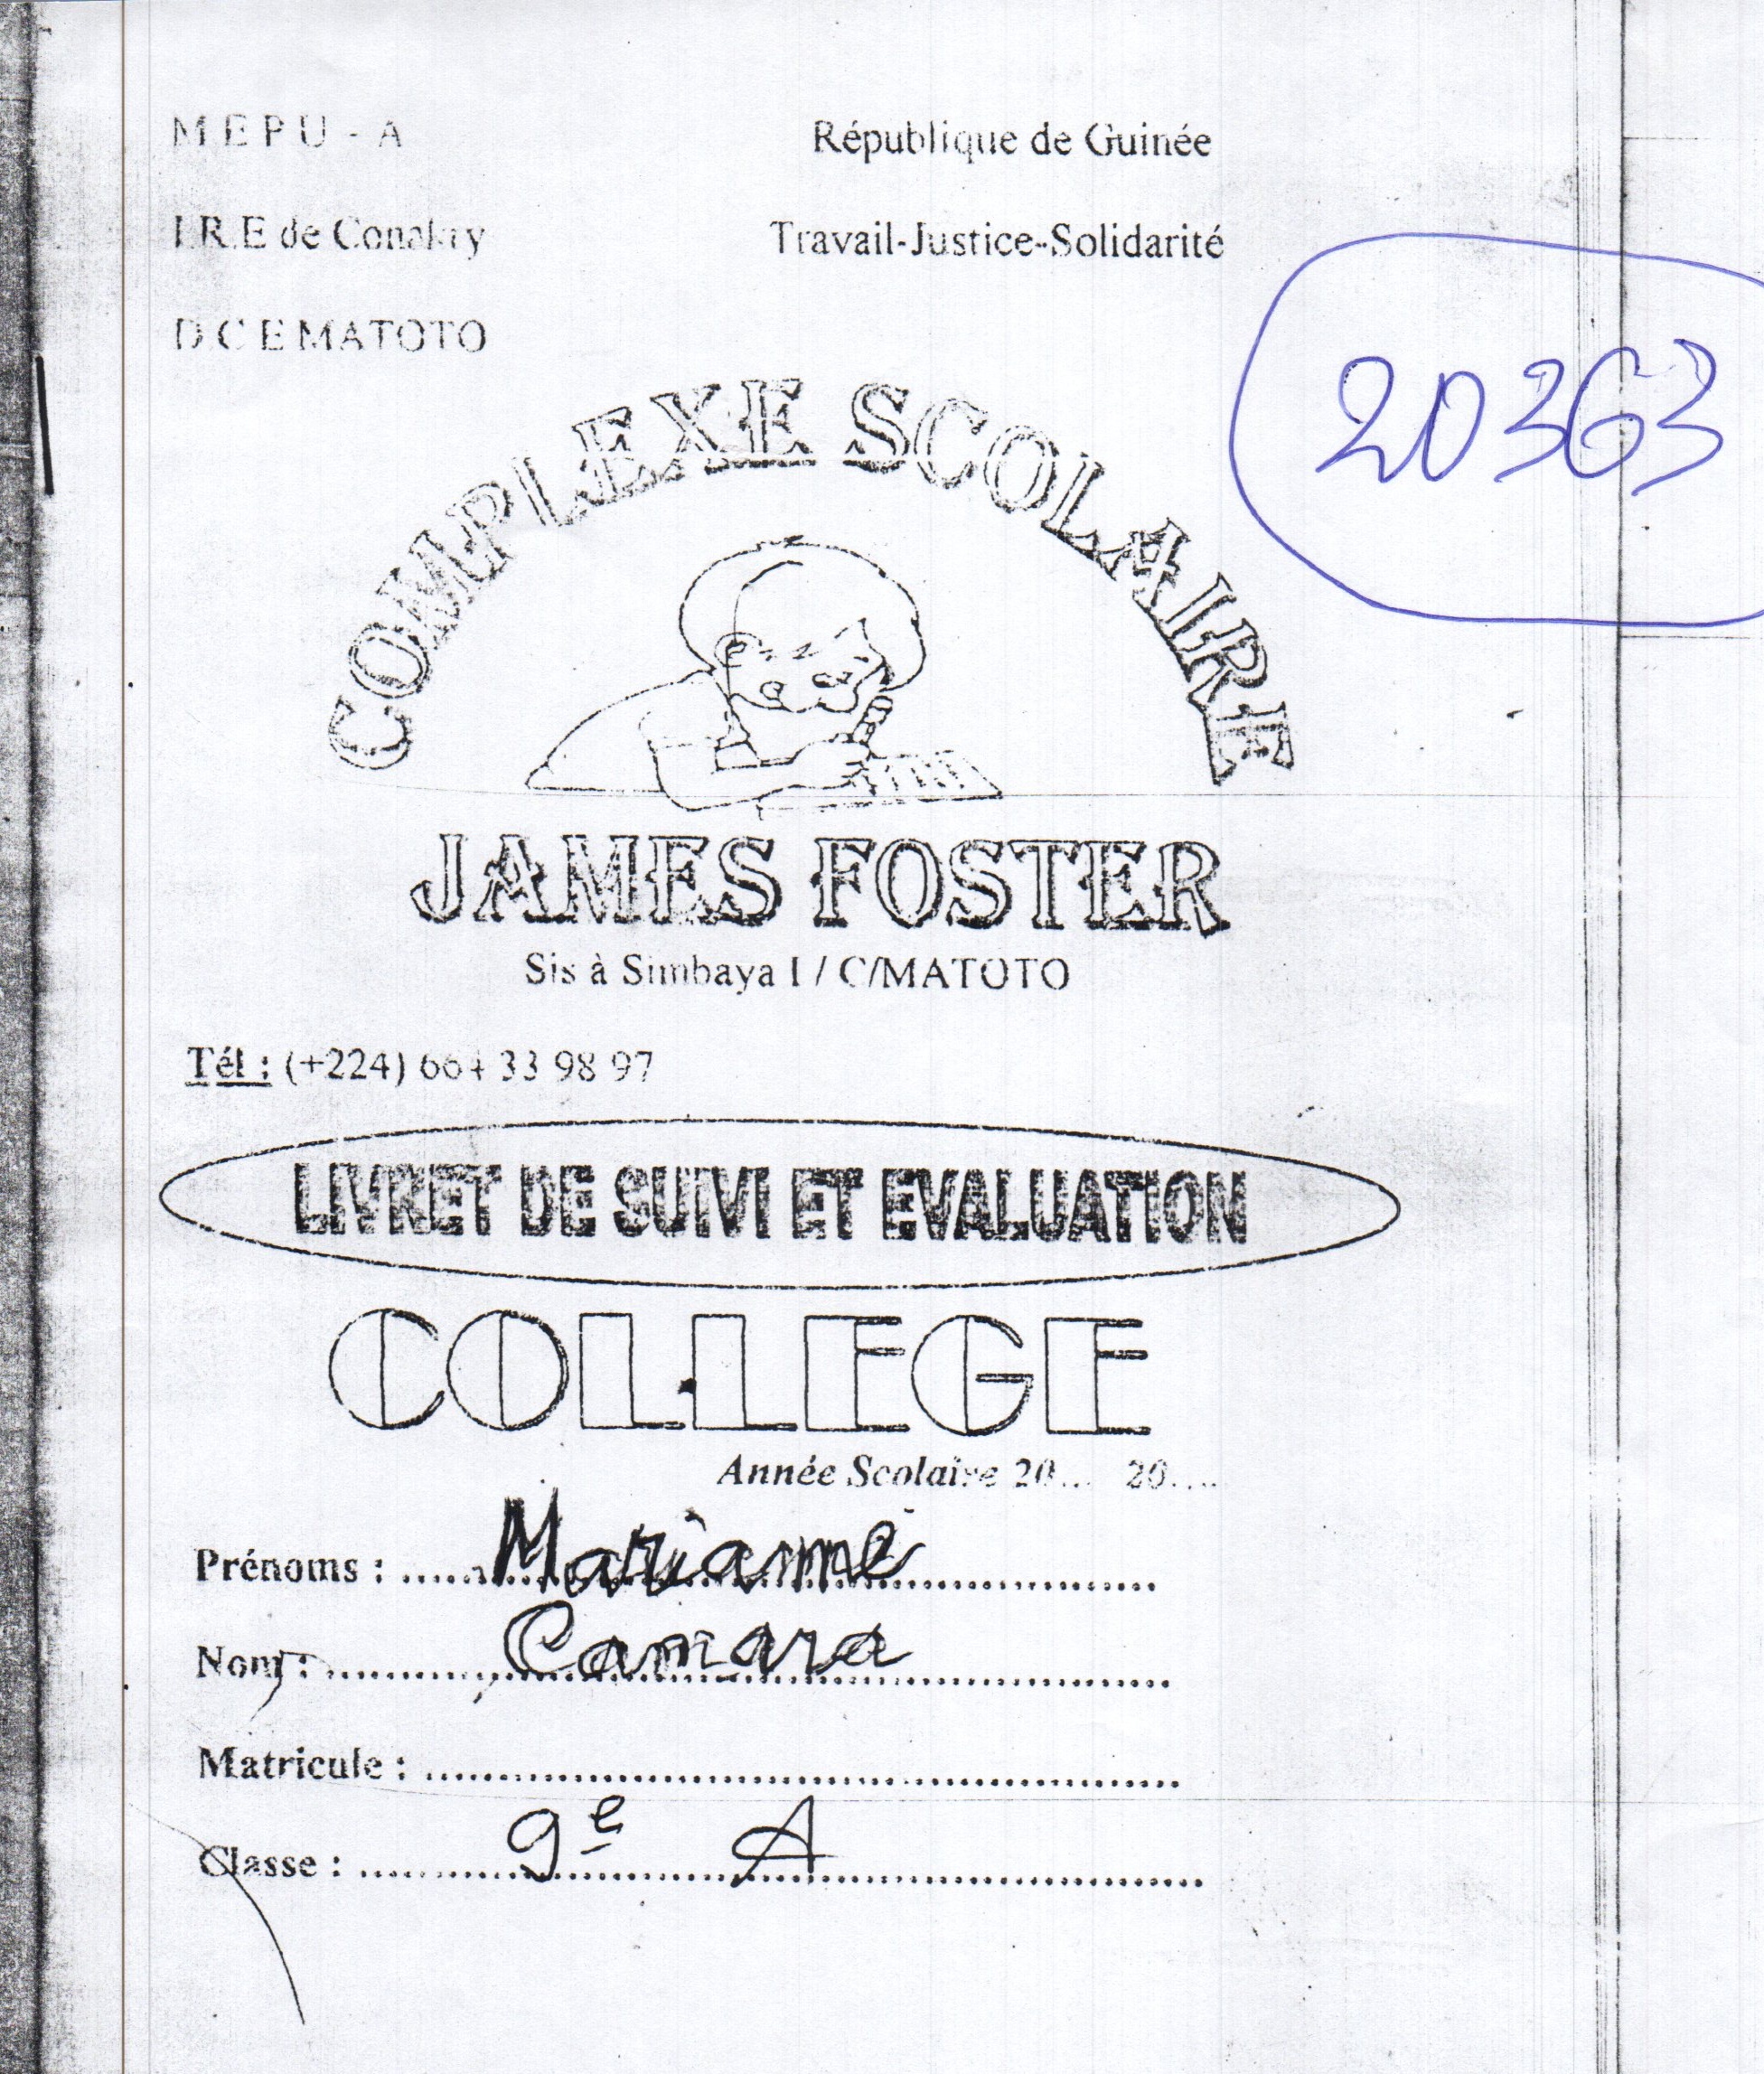 M E P U - A
République de Guinée
I.R.E de Conakry
Travail-Justice-Solidarité
D C E MATOTO
20363
COMPLEXE SCOLAIRE
JAMES FOSTER
Sis à Simbaya I / C/MATOTO
Tél : (+224) 664 33 98 97
LIVRET DE SUIVI ET EVALUATION
COLLEGE
Année Scolaire 20... 20.....
Prénoms : Mariame
Nom : Camara
Matricule :
Classe : 9e A